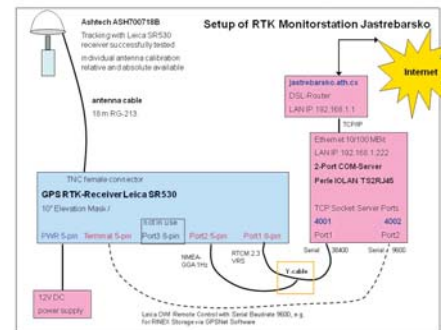 Setup of RTK Monitorstation Jastrebarsko
Ashtech ASH700718B
Tracking with Leica SR530
receiver successfully tested
individual antenna calibration
relative and absolute available
antenna cable
18 m RG-213
Internet
jastrebarsko.ath.cx
DSL-Router
LAN IP 192.168.1.1
TCP/IP
Ethernet 10/100 MBit
LAN IP 192.168.1.222
2-Port COM-Server
Perle IOLAN TS2RJ45
TCP Socket Server Ports
4001 4002
Port1 Port2
Serial 38400
Serial 9600
TNC female connector
GPS RTK-Receiver Leica SR530
10° Elevation Mask /
not in use
PWR 5-pin Terminal 5-pin Port3 8-pin Port2 5-pin Port1 8-pin
NMEA-
GGA 1Hz
RTCM 2.3
VRS
Y-cable
12V DC
power supply
Leica OWI Remote Control with Serial Baudrate 9600, e.g.
for RINEX Storage via GPSNet Software